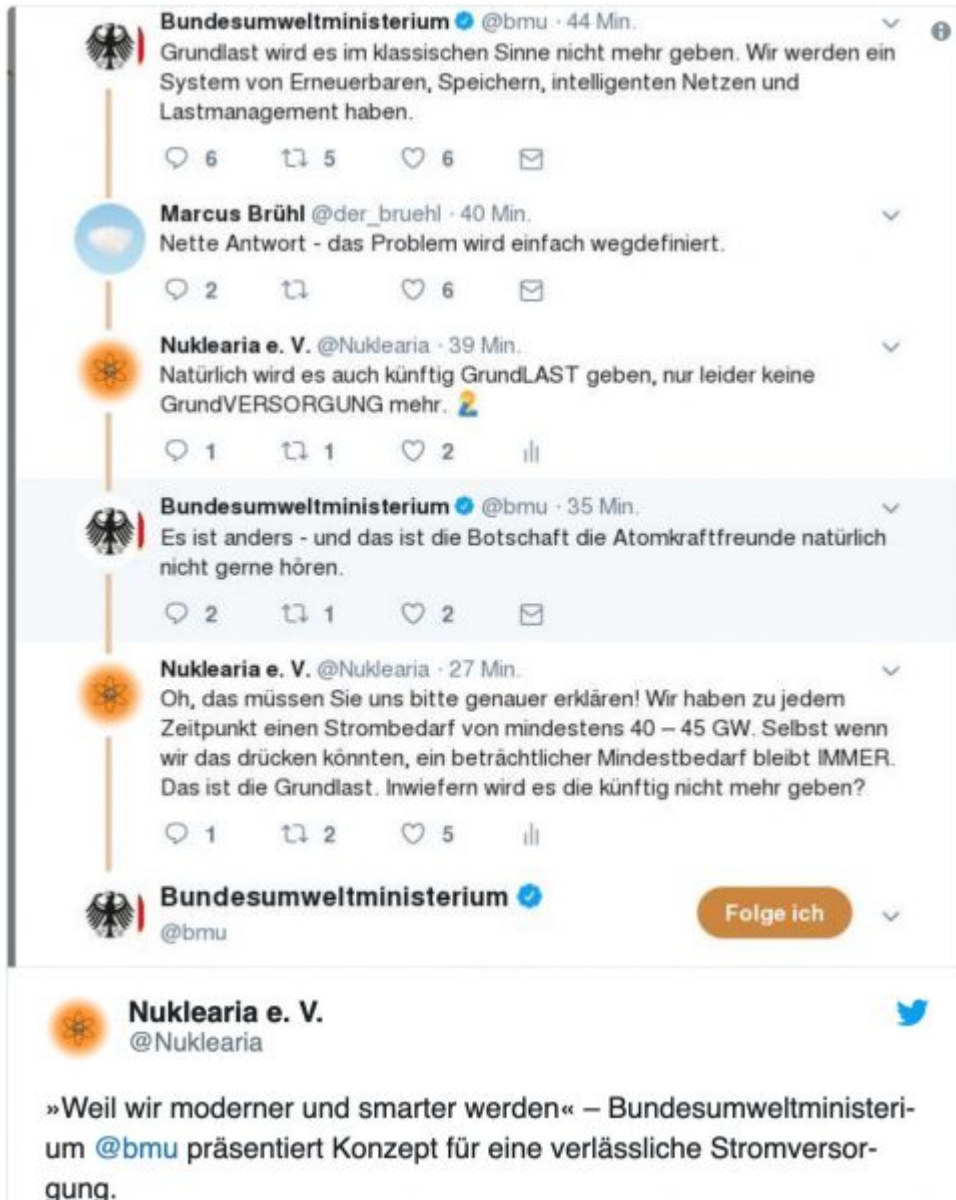 Bundesumweltministerium @bmu · 44 Min.
Grundlast wird es im klassischen Sinne nicht mehr geben. Wir werden ein
System von Erneuerbaren, Speichern, intelligenten Netzen und
Lastmanagement haben.
6 5 6
Marcus Brühl @der_bruehl · 40 Min.
Nette Antwort - das Problem wird einfach wegdefiniert.
2 6
Nuklearia e. V. @Nuklearia · 39 Min.
Natürlich wird es auch künftig GrundLAST geben, nur leider keine
GrundVERSORGUNG mehr.
1 1 2
Bundesumweltministerium @bmu · 35 Min.
Es ist anders - und das ist die Botschaft die Atomkraftfreunde natürlich
nicht gerne hören.
2 1 2
Nuklearia e. V. @Nuklearia · 27 Min.
Oh, das müssen Sie uns bitte genauer erklären! Wir haben zu jedem
Zeitpunkt einen Strombedarf von mindestens 40 – 45 GW. Selbst wenn
wir das drücken könnten, ein beträchtlicher Mindestbedarf bleibt IMMER.
Das ist die Grundlast. Inwiefern wird es die künftig nicht mehr geben?
1 2 5
Bundesumweltministerium
Folge ich
@bmu
Nuklearia e. V.
@Nuklearia
»Weil wir moderner und smarter werden« – Bundesumweltministeri-
um @bmu präsentiert Konzept für eine verlässliche Stromversor-
gung.